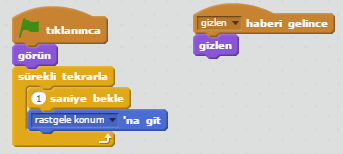 tıklanınca
görün
sürekli tekrarla
1 saniye bekle
rastgele konum 'na git
gizlen haberi gelince
gizlen